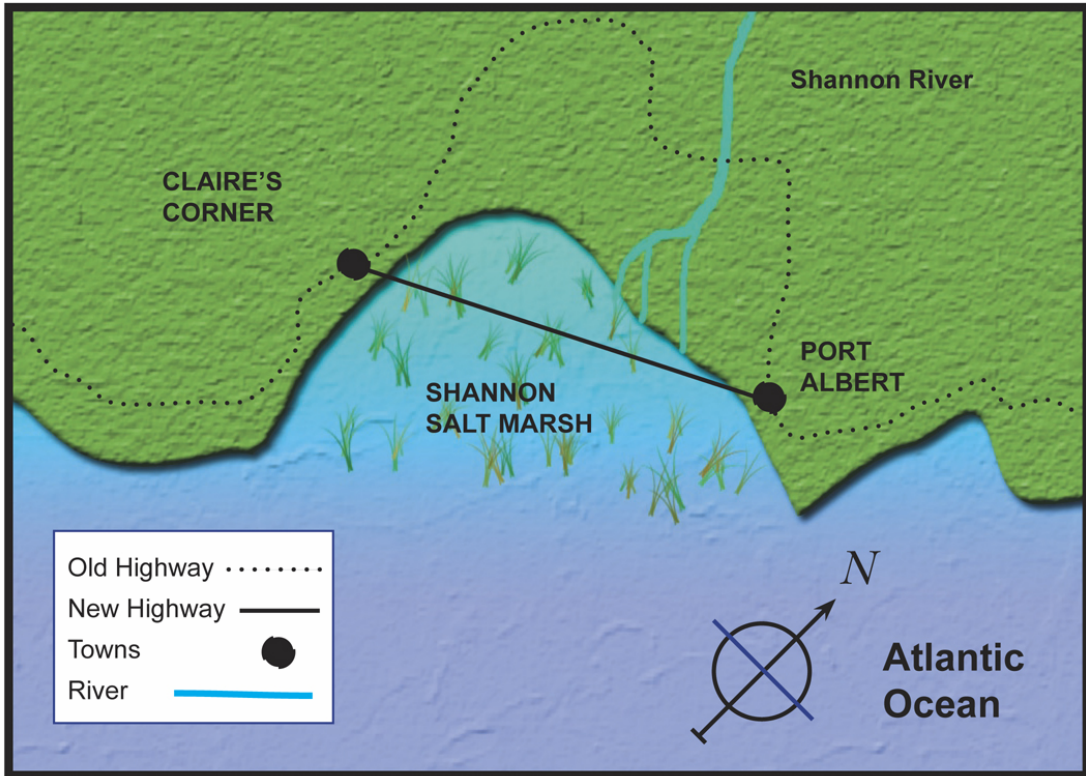 Shannon River
CLAIRE'S
CORNER
PORT
ALBERT
SHANNON
SALT MARSH
Old Highway
New Highway
Towns
River
N
Atlantic
Ocean